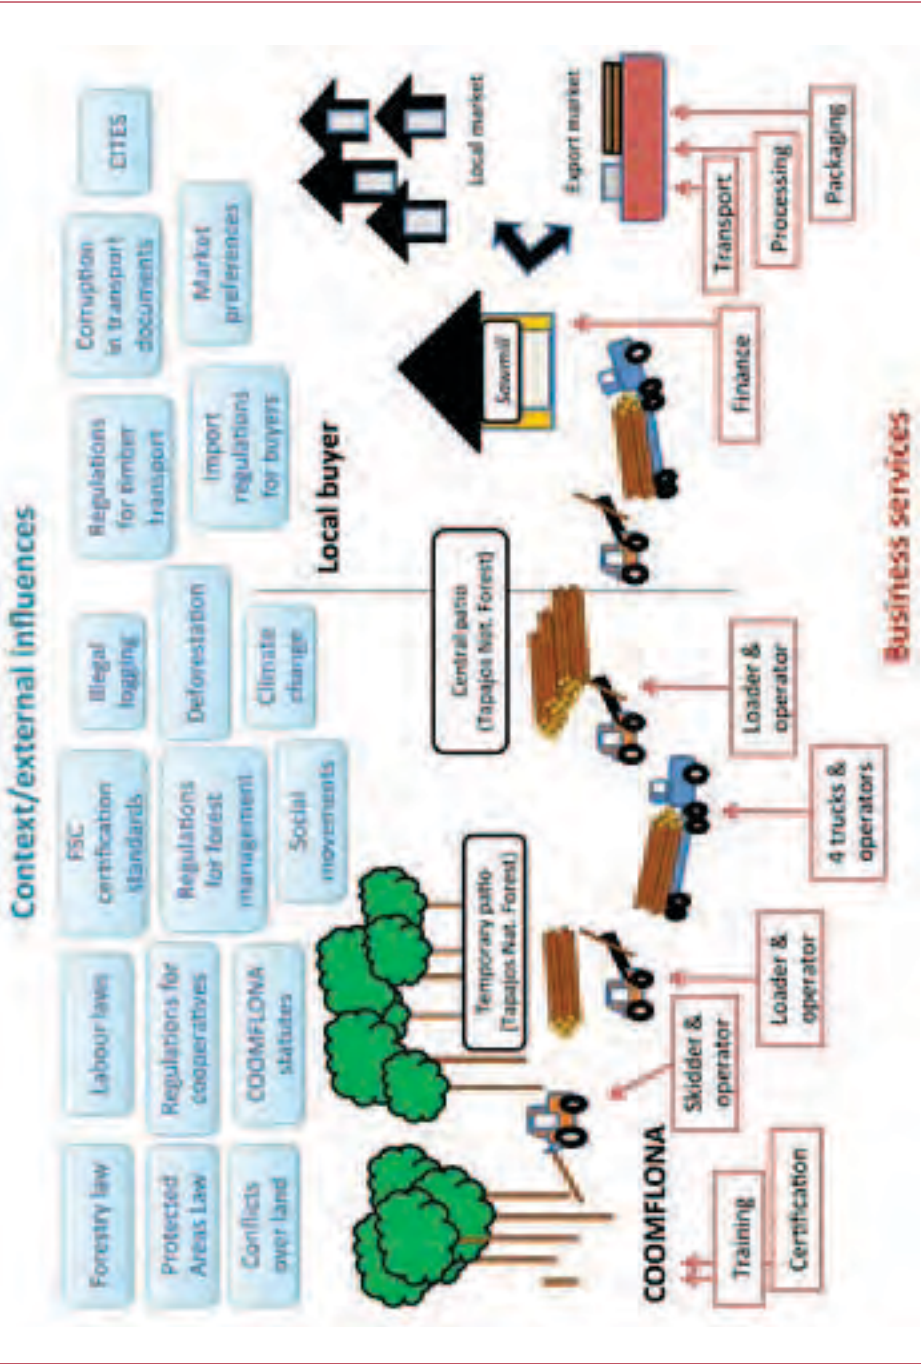 Context/external influences
Forestry law
Labour laws
FSC
certification
standards
Illegal
logging
Regulations
for timber
transport
Corruption
in transport
documents
CITES
Protected
Areas Law
Regulations for
cooperatives
Regulations
for forest
management
Deforestation
Import
regulations
for buyers
Market
preferences
Conflicts
over land
COOMFLONA
statutes
Social
movements
Climate
change
Local buyer
Temporary patio
(Tapajos Nat. Forest)
Central patio
(Tapajos Nat. Forest)
Sawmill
Local market
Export market
COOMFLONA
Training
Certification
Skidder &
operator
Loader &
operator
4 trucks &
operators
Loader &
operator
Finance
Transport
Processing
Packaging
Business services